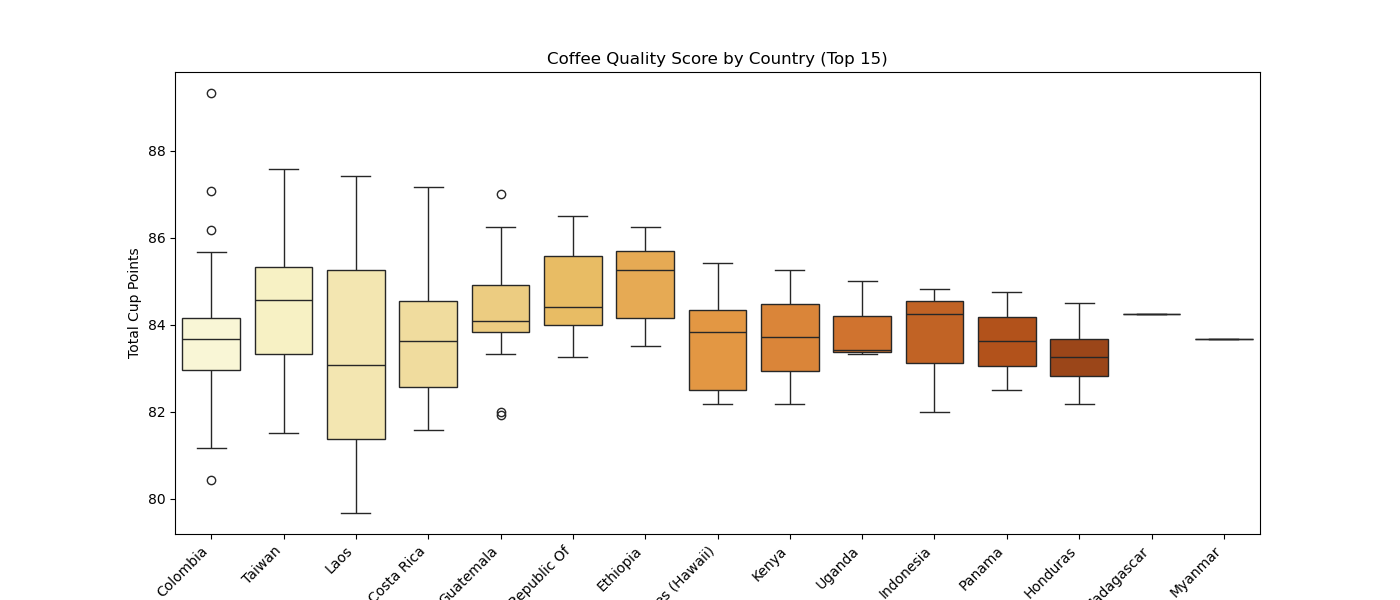 Coffee Quality Score by Country (Top 15)
Total Cup Points
88
86
84
82
80
Colombia
Taiwan
Laos
Costa Rica
Guatemala
Republic Of
Ethiopia
(Hawaii)
Kenya
Uganda
Indonesia
Panama
Honduras
adagascar
Myanmar